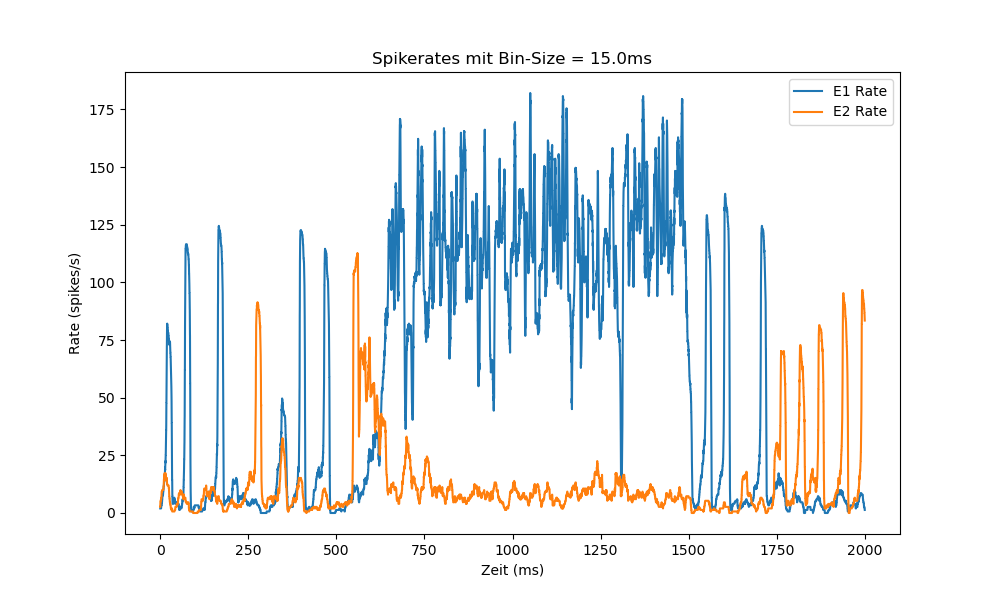 Spikerates mit Bin-Size = 15.0ms
E1 Rate
E2 Rate
Rate (spikes/s)
175
150
125
100
75
50
25
0
0 250 500 750 1000 1250 1500 1750 2000
Zeit (ms)